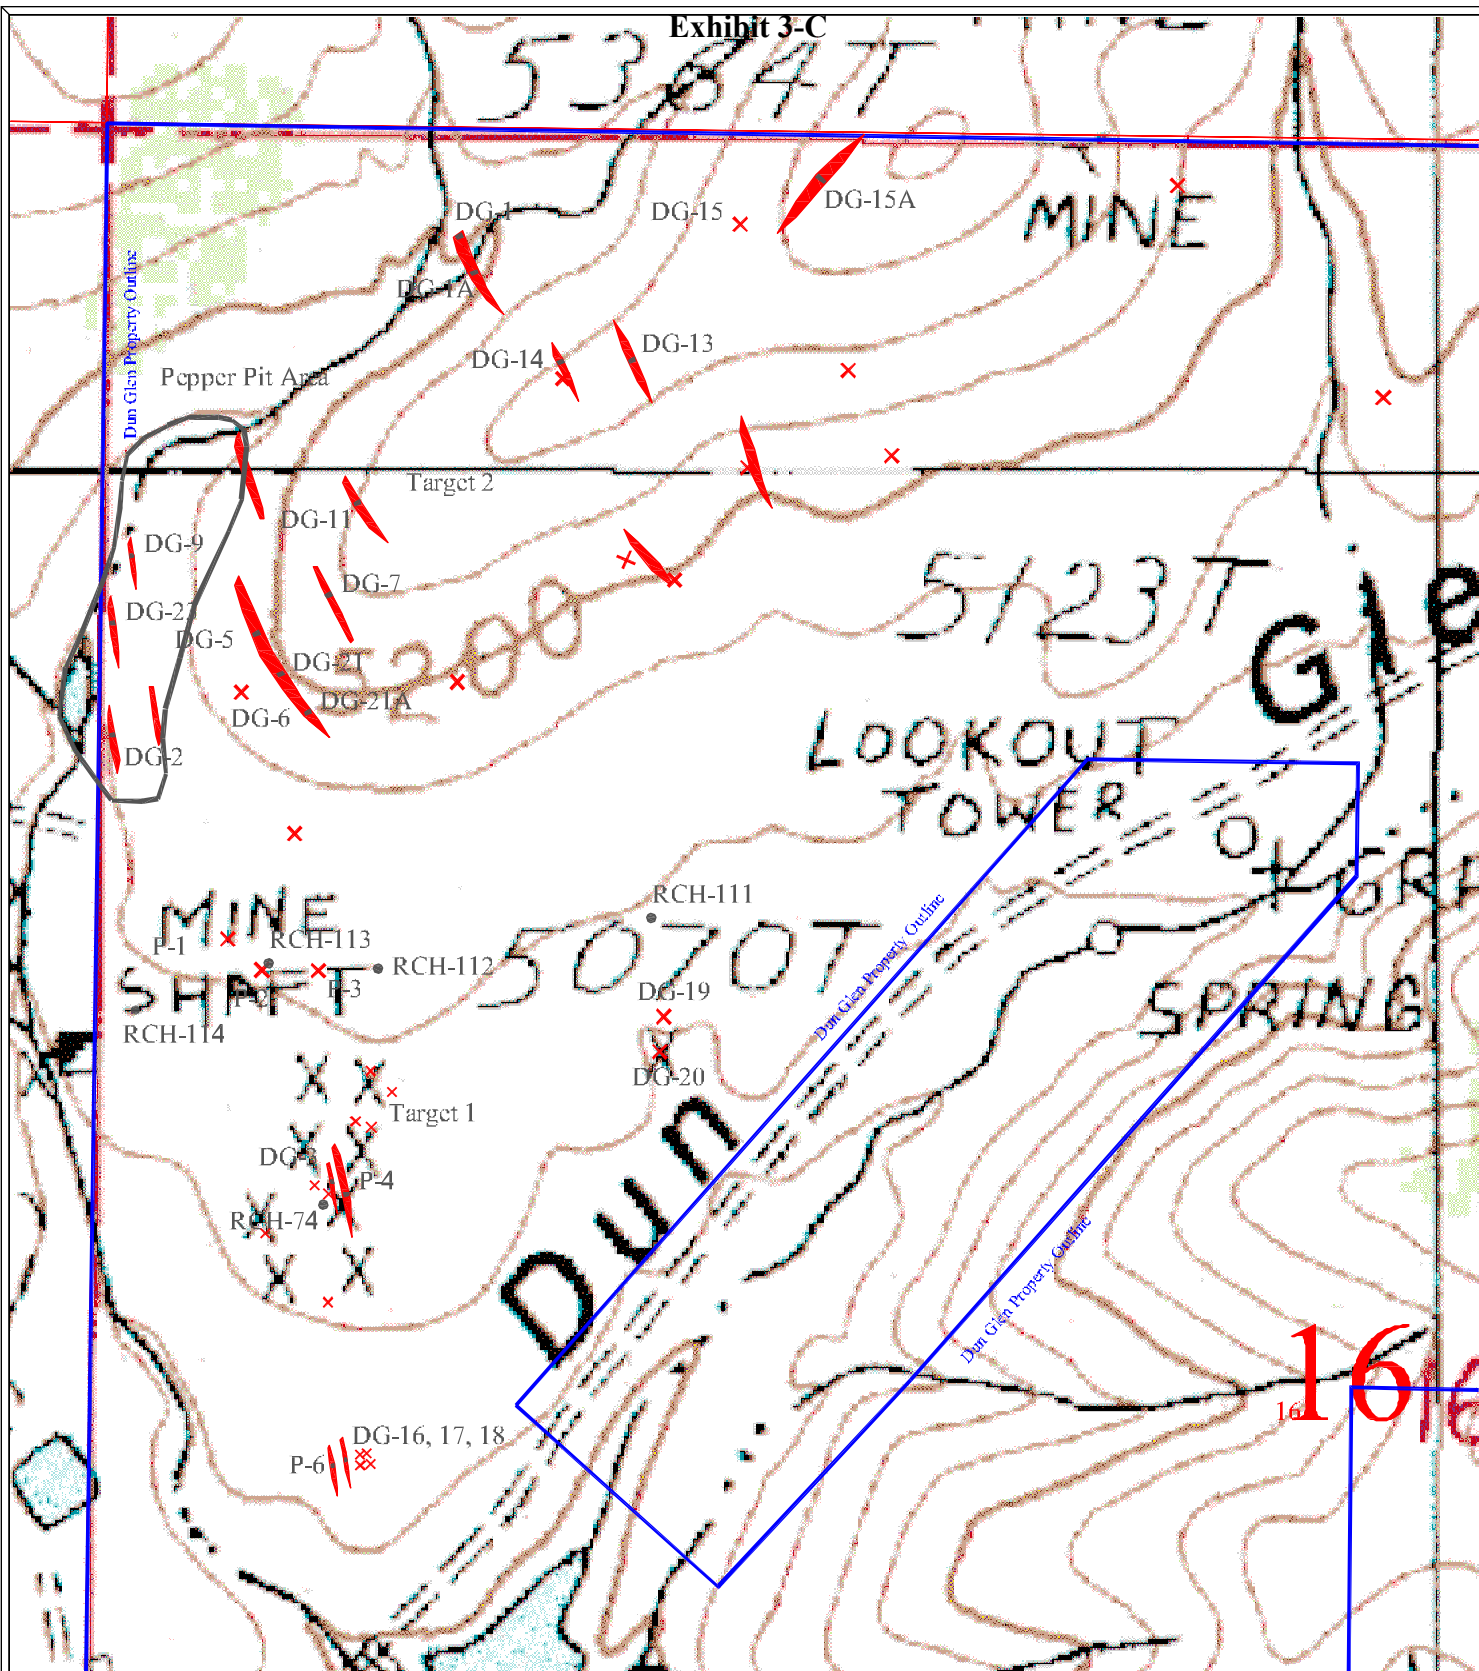 Exhibit 3-C
5364T
DG-15A
DG-1
DG-15
MINE
Dun Glen Property Outline
DG-1A
DG-13
DG-14
Pepper Pit Area
Target 2
DG-11
DG-9
DG-7
5123T
Gle
DG-5
DG-21
5200
DG-21A
DG-6
DG-2
LOOKOUT
TOWER
RCH-111
MINE
P-1
RCH-113
RCH-112
5070T
Dun Glen Property Outline
GRA
SHAFT
P-2
P-3
DG-19
SPRING
RCH-114
DG-20
Target 1
Dun
DG-3
P-4
RCH-74
Dun Glen Property Outline
16
16
16
DG-16, 17, 18
P-6